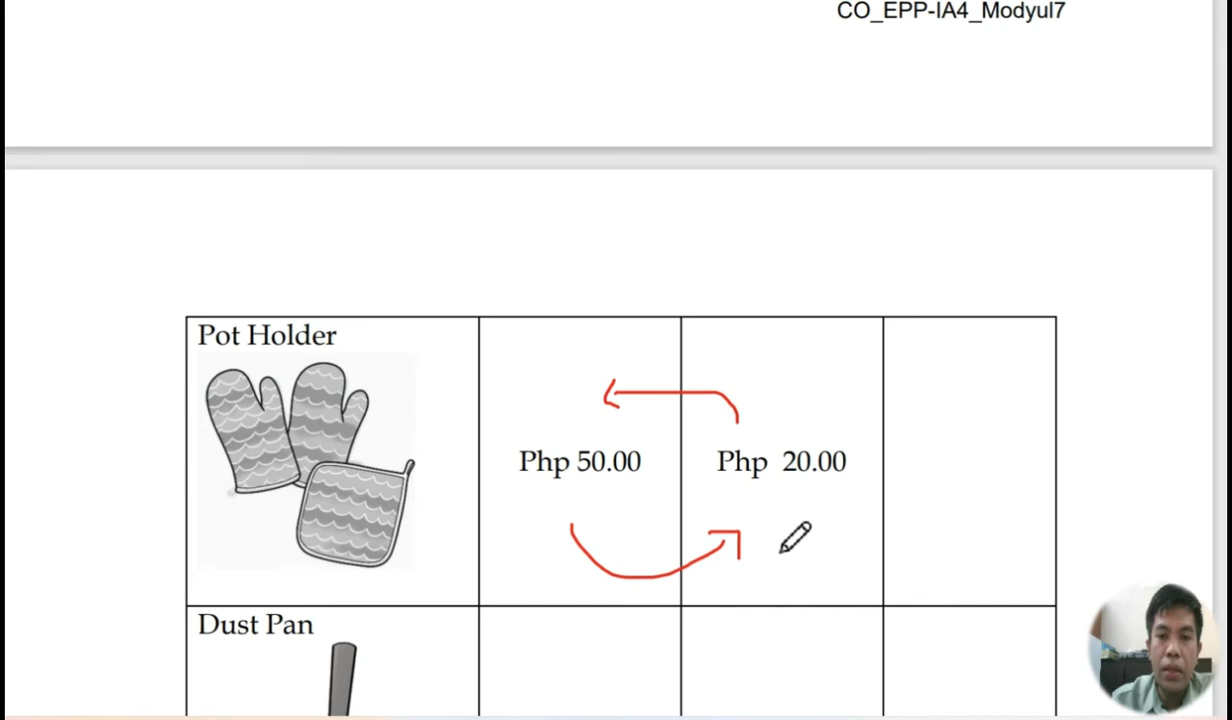 CO_EPP-IA4_Modyul7
Pot Holder
Php 50.00
Php 20.00
Dust Pan